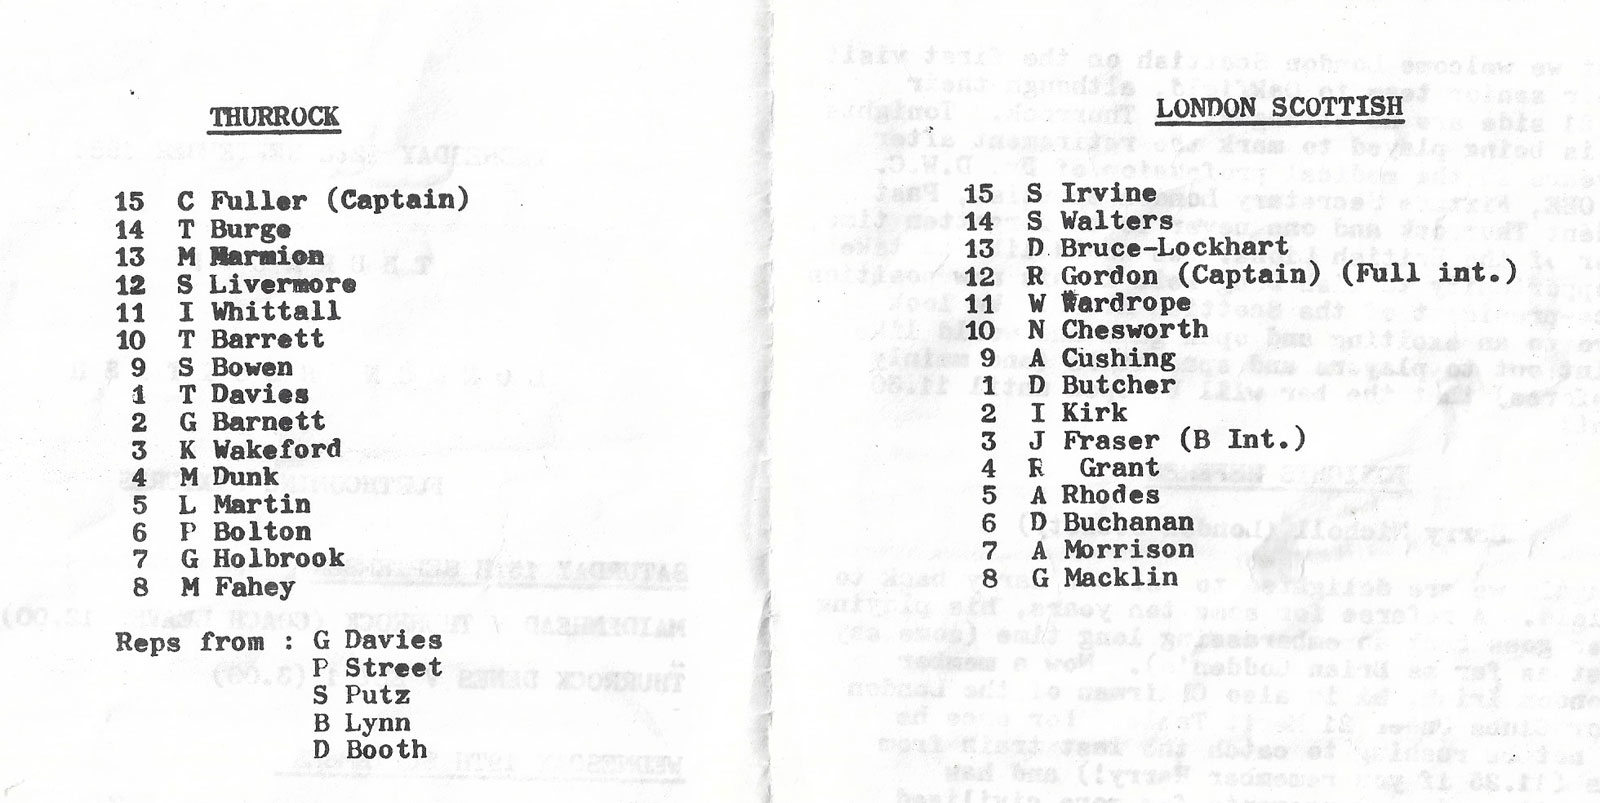 THURROCK
15 C Fuller (Captain)
14 T Burge
13 M Marmion
12 S Livermore
11 I Whittall
10 T Barrett
9 S Bowen
1 T Davies
2 G Barnett
3 K Wakeford
4 M Dunk
5 L Martin
6 P Bolton
7 G Holbrook
8 M Fahey
Reps from : G Davies
P Street
S Putz
B Lynn
D Booth
LONDON SCOTTISH
15 S Irvine
14 S Walters
13 D Bruce-Lockhart
12 R Gordon (Captain) (Full int.)
11 W Wardrope
10 N Chesworth
9 A Cushing
1 D Butcher
2 I Kirk
3 J Fraser (B Int.)
4 R Grant
5 A Rhodes
6 D Buchanan
7 A Morrison
8 G Macklin